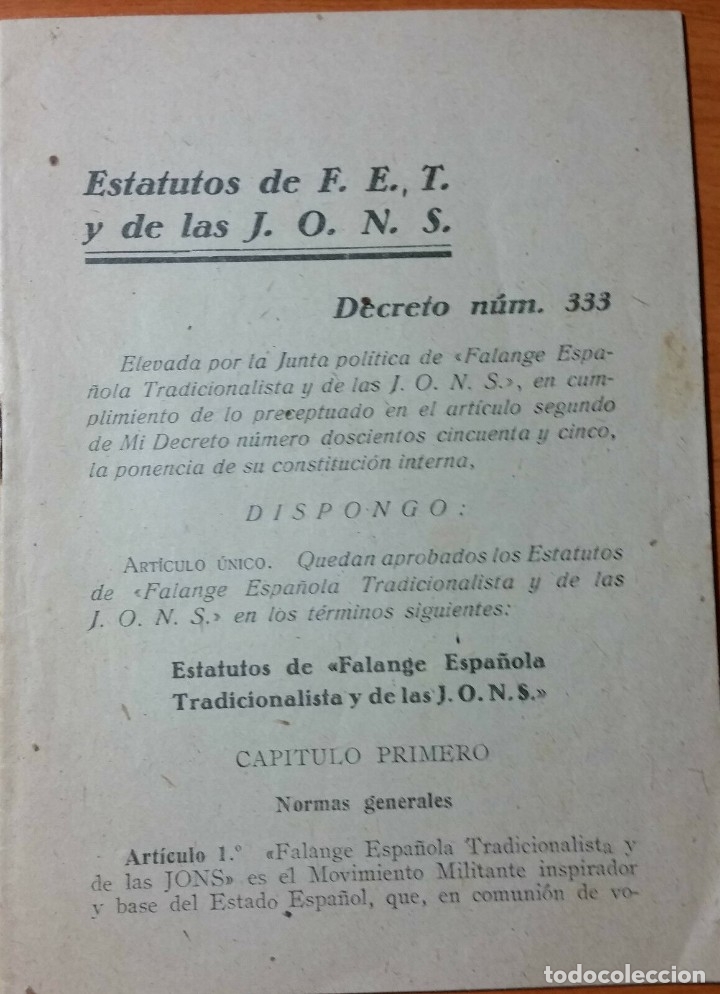 Estatutos de F. E., T.
y de las J. O. N. S.
Decreto núm. 333
Elevada por la Junta política de «Falange Espa-
ñola Tradicionalista y de las J. O. N. S.», en cum-
plimiento de lo preceptuado en el artículo segundo
de Mi Decreto número doscientos cincuenta y cinco,
la ponencia de su constitución interna,
DISPONGO:
ARTÍCULO ÚNICO. Quedan aprobados los Estatutos
de «Falange Española Tradicionalista y de las
J. O. N. S.» en los términos siguientes:
Estatutos de «Falange Española
Tradicionalista y de las J. O. N. S.»
CAPITULO PRIMERO
Normas generales
Artículo 1.º «Falange Española Tradicionalista y
de las JONS» es el Movimiento Militante inspirador
y base del Estado Español, que, en comunión de vo-
todocoleccion